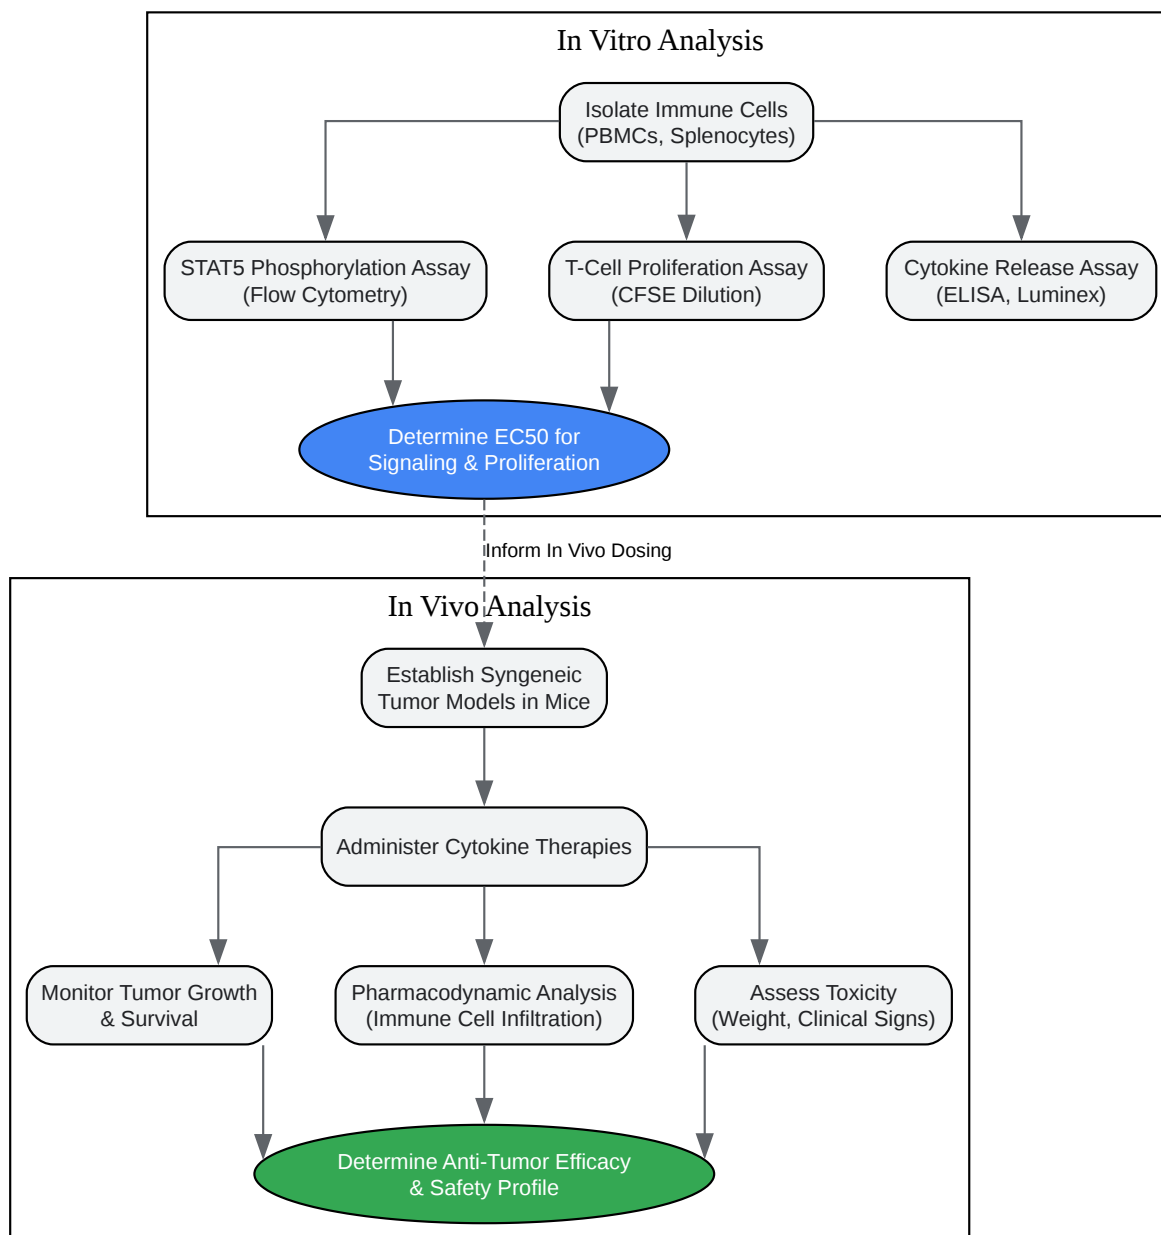 In Vitro Analysis
Isolate Immune Cells
(PBMCs, Splenocytes)
STAT5 Phosphorylation Assay
(Flow Cytometry)
T-Cell Proliferation Assay
(CFSE Dilution)
Cytokine Release Assay
(ELISA, Luminex)
Determine EC50 for
Signaling & Proliferation
Inform In Vivo Dosing
In Vivo Analysis
Establish Syngeneic
Tumor Models in Mice
Administer Cytokine Therapies
Monitor Tumor Growth
& Survival
Pharmacodynamic Analysis
(Immune Cell Infiltration)
Assess Toxicity
(Weight, Clinical Signs)
Determine Anti-Tumor Efficacy
& Safety Profile